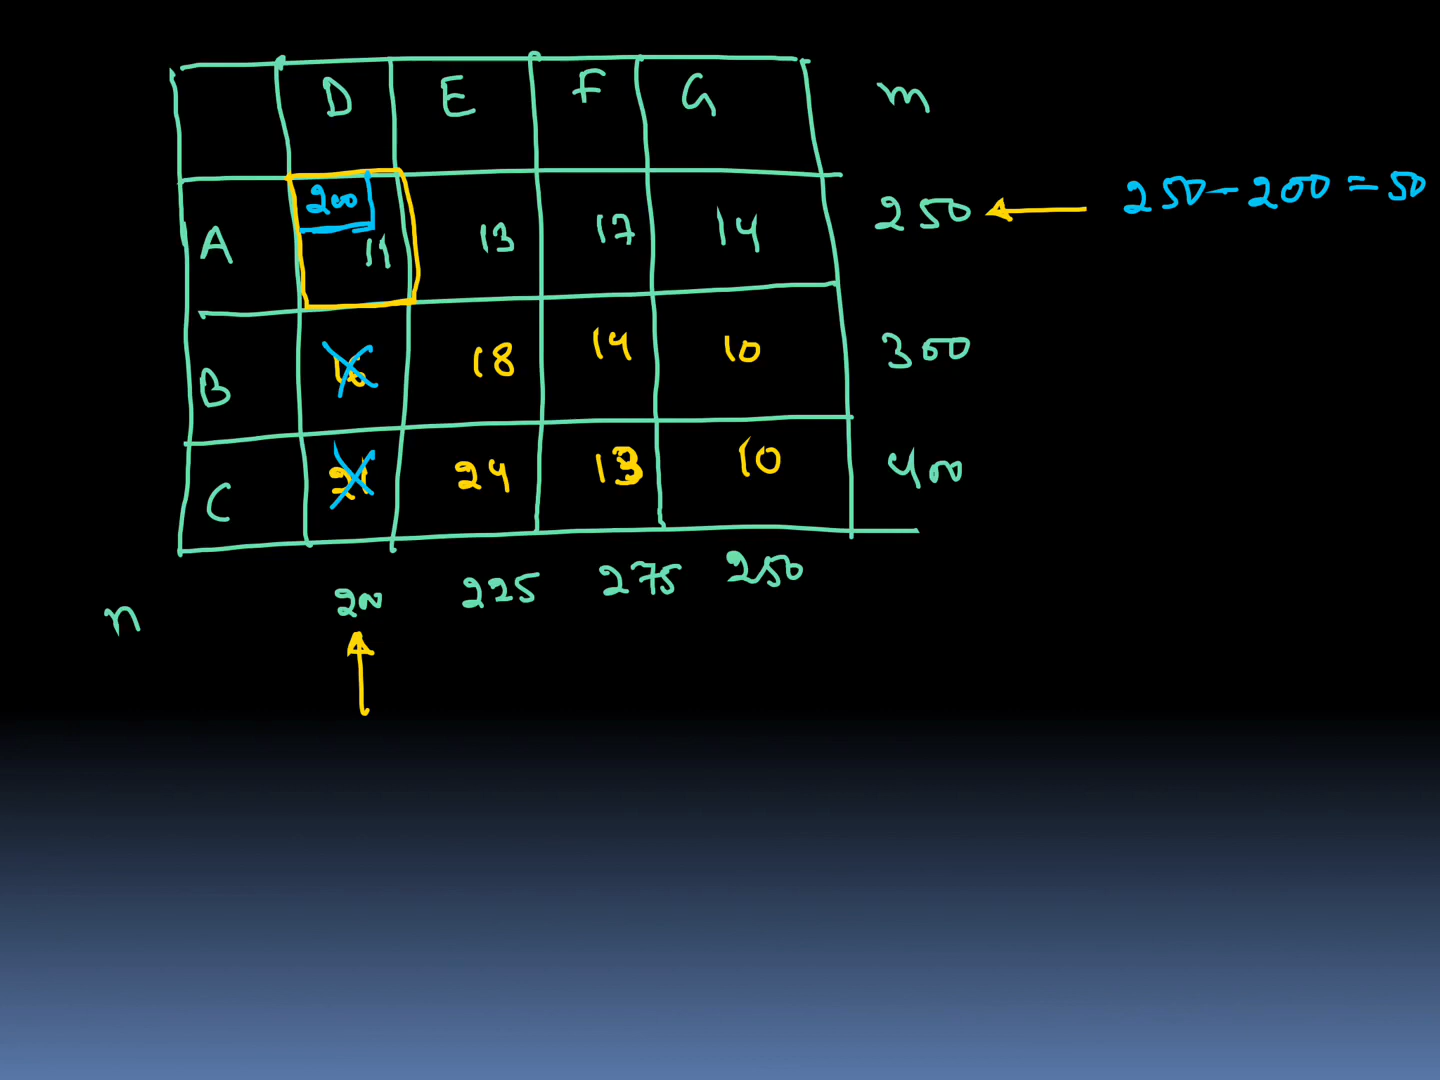 D E F G m
200
A 11 13 17 14 250 ← 250-200=50
B 18 14 10 300
C 24 13 10 400
n 200 225 275 250